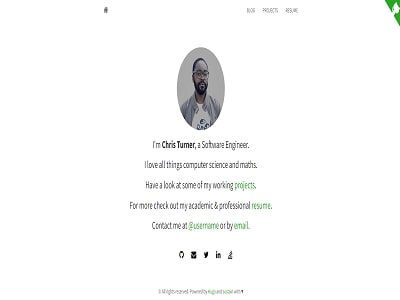 BLOG PROJECTS RESUME
I'm Chris Turner, a Software Engineer.
I love all things computer science and maths.
Have a look at some of my working projects.
For more check out my academic & professional resume.
Contact me at @username or by email.
© All rights reserved. Powered by Hugo and sustain with ♥